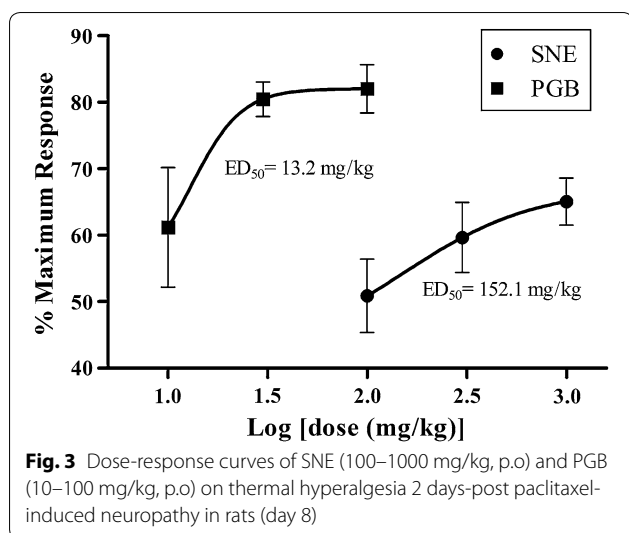 90
80
70
60
50
40
% Maximum Response
SNE
PGB
ED₅₀= 13.2 mg/kg
ED₅₀= 152.1 mg/kg
1.0 1.5 2.0 2.5 3.0
Log [dose (mg/kg)]
Fig. 3 Dose-response curves of SNE (100–1000 mg/kg, p.o) and PGB
(10–100 mg/kg, p.o) on thermal hyperalgesia 2 days-post paclitaxel-
induced neuropathy in rats (day 8)